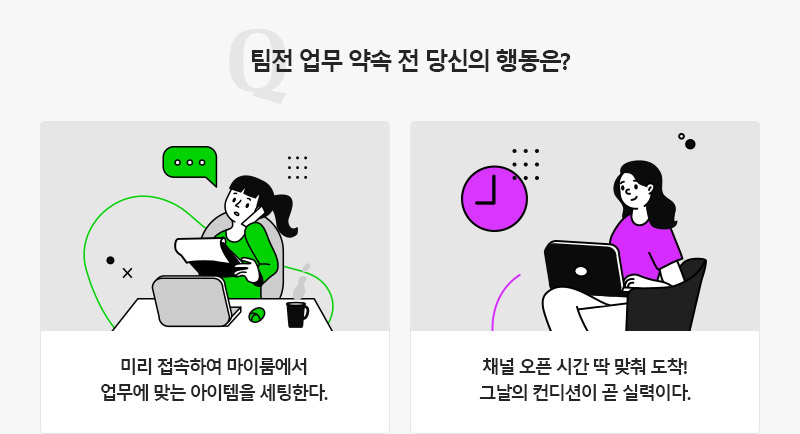 Q
팀전 업무 약속 전 당신의 행동은?
미리 접속하여 마이룸에서
업무에 맞는 아이템을 세팅한다.
채널 오픈 시간 딱 맞춰 도착!
그날의 컨디션이 곧 실력이다.